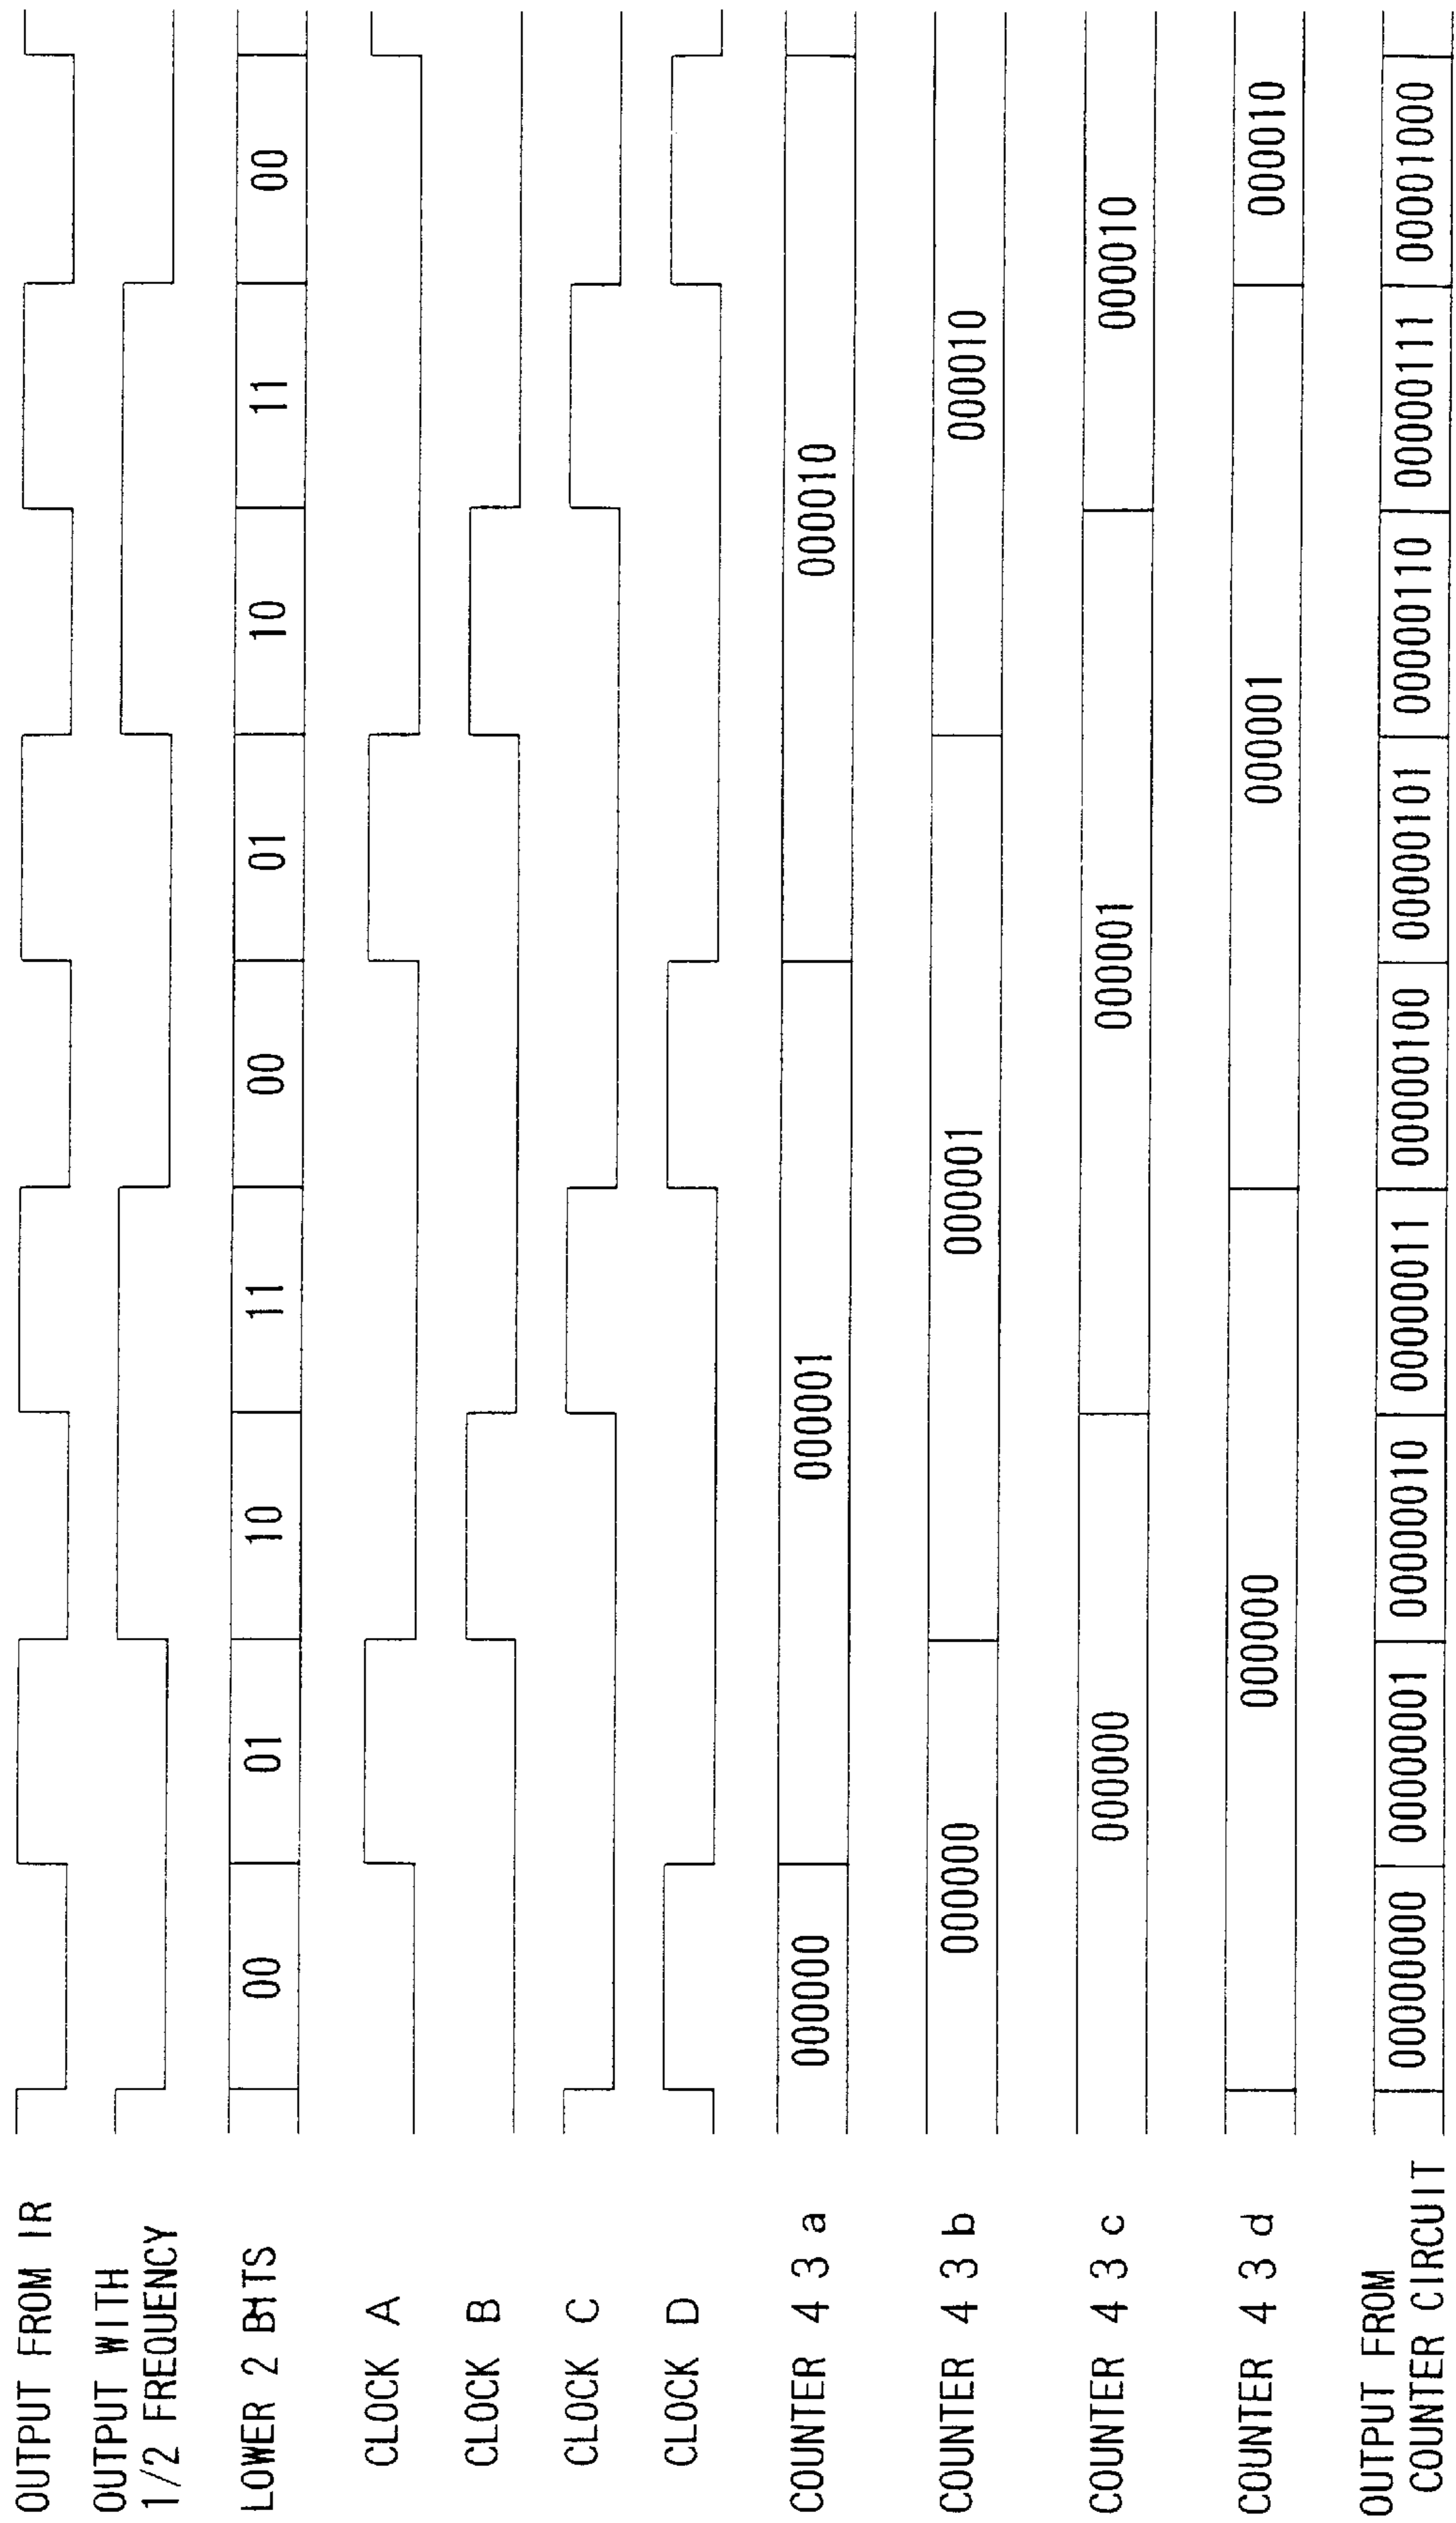 OUTPUT FROM IR
OUTPUT WITH
1/2 FREQUENCY
LOWER 2 BITS 00 01 10 11 00 01 10 11 00
CLOCK A
CLOCK B
CLOCK C
CLOCK D
COUNTER 43a 000000 000001 000010
COUNTER 43b 000000 000001 000010
COUNTER 43c 000000 000001 000010
COUNTER 43d 000000 000001 000010
OUTPUT FROM
COUNTER CIRCUIT 00000000 00000001 00000010 00000011 00000100 00000101 00000110 00000111 00001000